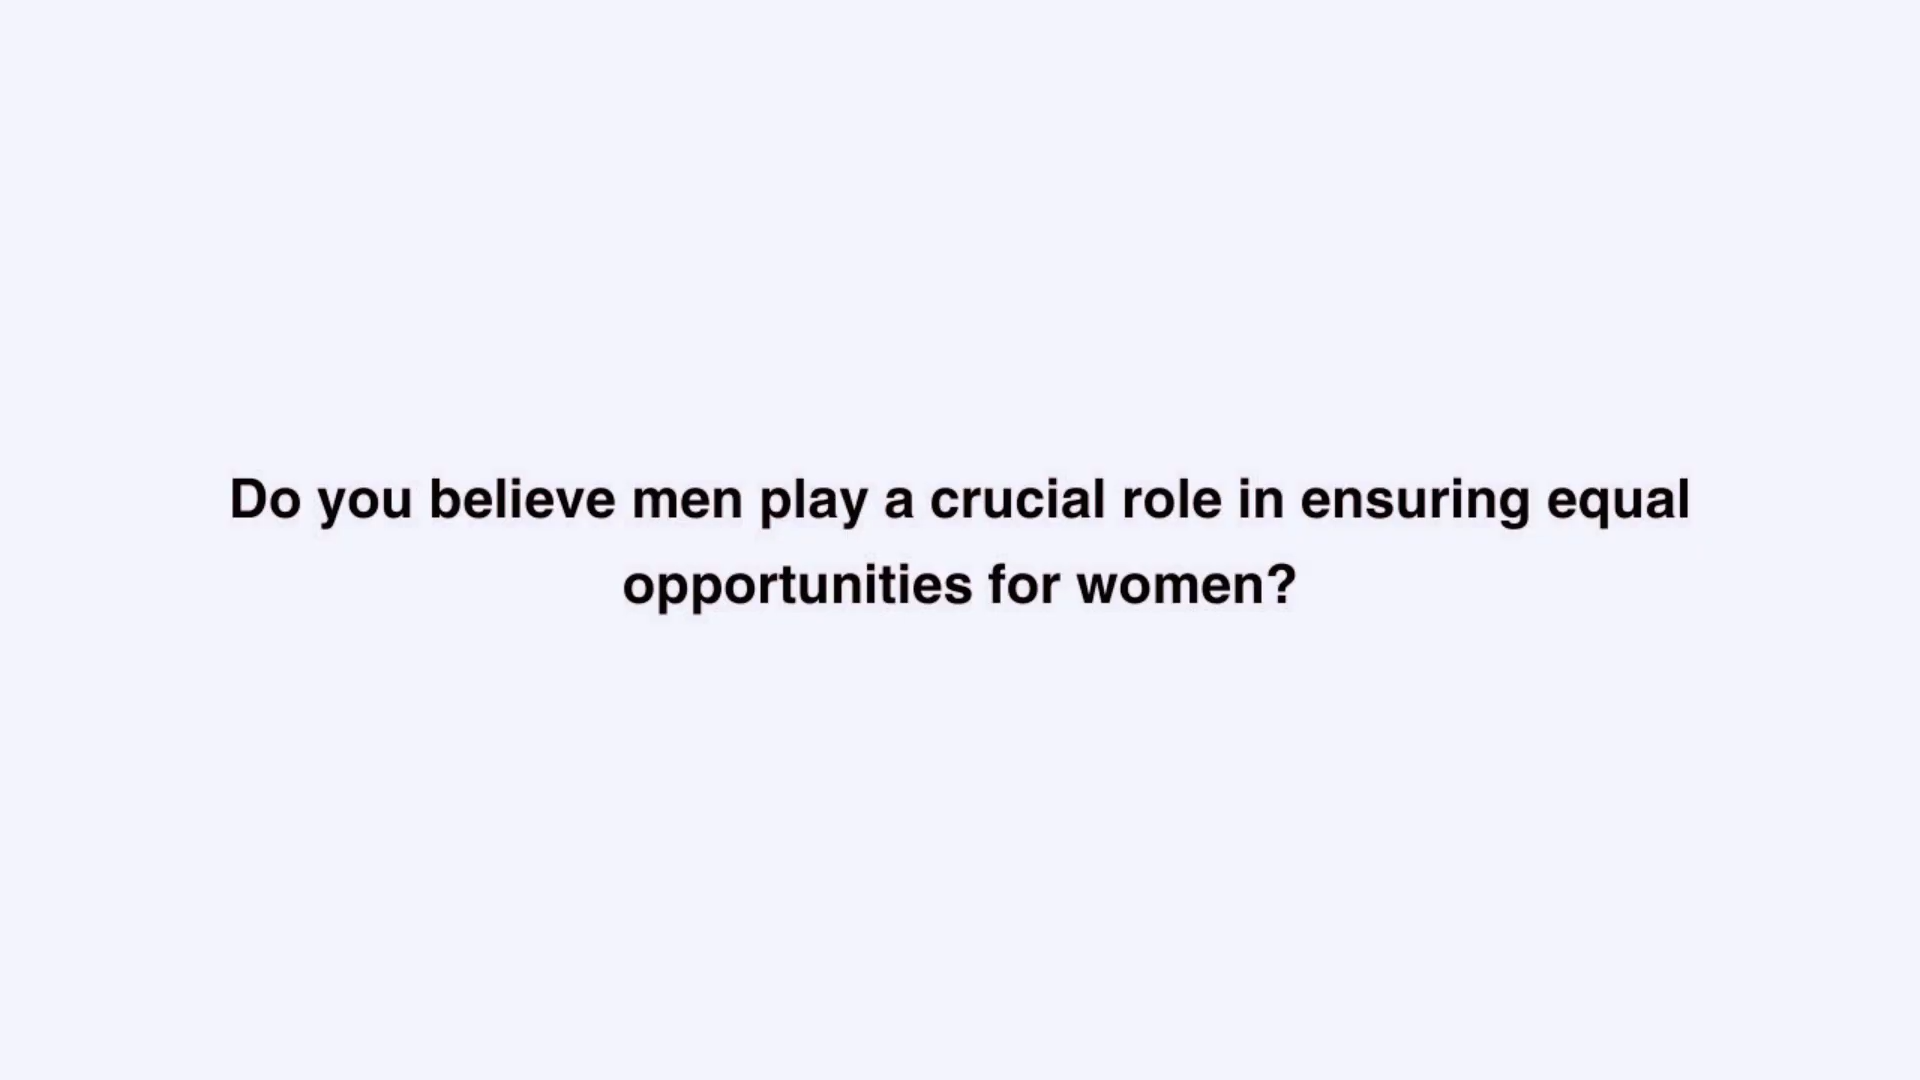 Do you believe men play a crucial role in ensuring equal
opportunities for women?